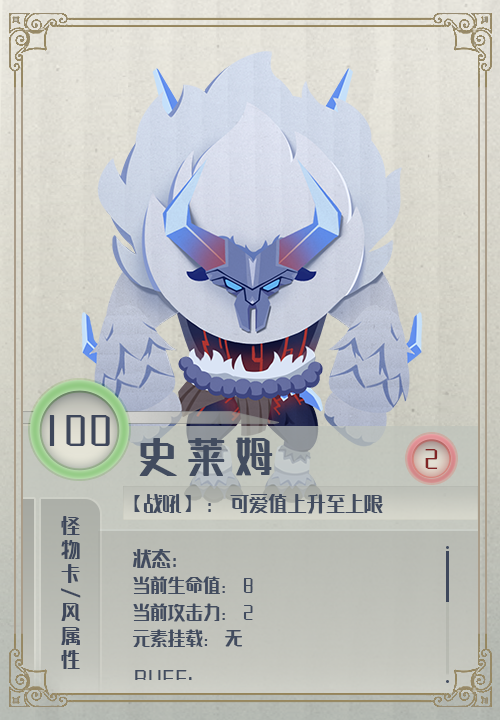 100
史莱姆
2
【战吼】：可爱值上升至上限
怪物卡/风属性
状态:
当前生命值: 8
当前攻击力: 2
元素挂载: 无
BUFF: